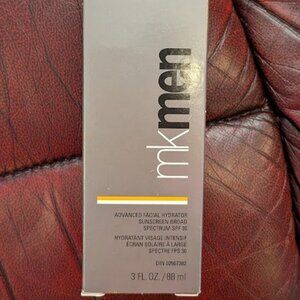 mkmen
ADVANCED FACIAL HYDRATOR
SUNSCREEN BROAD
SPECTRUM SPF 30
HYDRATANT VISAGE INTENSIF
ÉCRAN SOLAIRE À LARGE
SPECTRE FPS 30
DIN
3 FL. OZ. / 88 ml